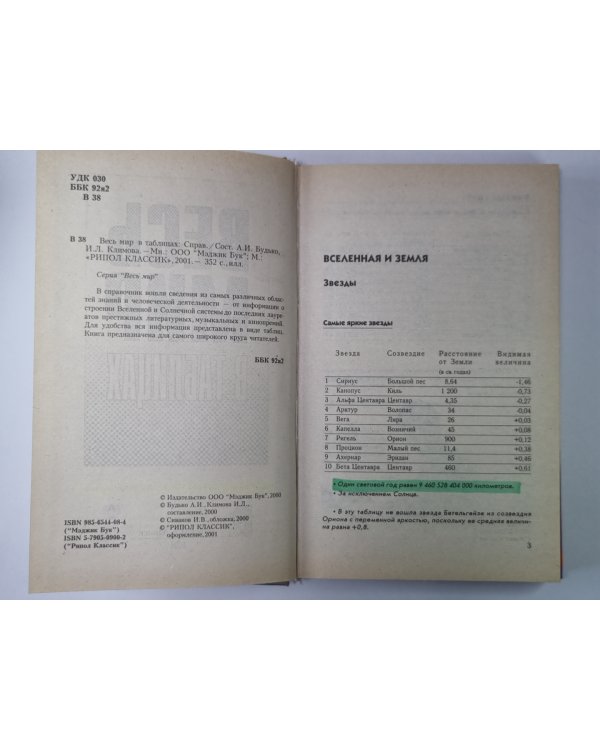 УДК 030
ББК 92я2
В 38
В 38 Весь мир в таблицах: Справ./Сост. А.И. Будько,
И.Л. Климова.—Мн.: ООО "Мэджик Бук"; М.:
«РИПОЛ КЛАССИК», 2001.— 352 с., илл.
Серия "Весь мир"
В справочник вошли сведения из самых различных облас-
тей знаний и человеческой деятельности — от информации о
строении Вселенной и Солнечной системы до последних лауре-
атов престижных литературных, музыкальных и кинопремий.
Для удобства вся информация представлена в виде таблиц.
Книга предназначена для самого широкого круга читателей.
ББК 92я2
© Издательство ООО "Мэджик Бук", 2000
© Будько А.И., Климова И.Л.,
составление, 2000
© Сиваков И.В., обложка, 2000
© "РИПОЛ КЛАССИК",
оформление, 2001
ISBN 985-6544-08-4
("Мэджик Бук")
ISBN 5-7905-0900-2
("Рипол Классик")
ВСЕЛЕННАЯ И ЗЕМЛЯ
Звезды
Самые яркие звезды
Звезда Созвездие Расстояние от Земли (в св.годах) Видимая величина
1 Сириус Большой пес 8,64 -1,46
2 Канопус Киль 1 200 -0,73
3 Альфа Центавра Центавр 4,35 -0,27
4 Арктур Волопас 34 -0,04
5 Вега Лира 26 +0,03
6 Капелла Возничий 45 +0,08
7 Ригель Орион 900 +0,12
8 Процион Малый пес 11,4 +0,38
9 Ахернар Эридан 85 +0,46
10 Бета Центавра Центавр 460 +0,61
• Один световой год равен 9 460 528 404 000 километров.
• За исключением Солнца.
• В эту таблицу не вошла звезда Бетельгейзе из созвездия
Ориона с переменной яркостью, поскольку ее средняя величи-
на равна +0,8.
3